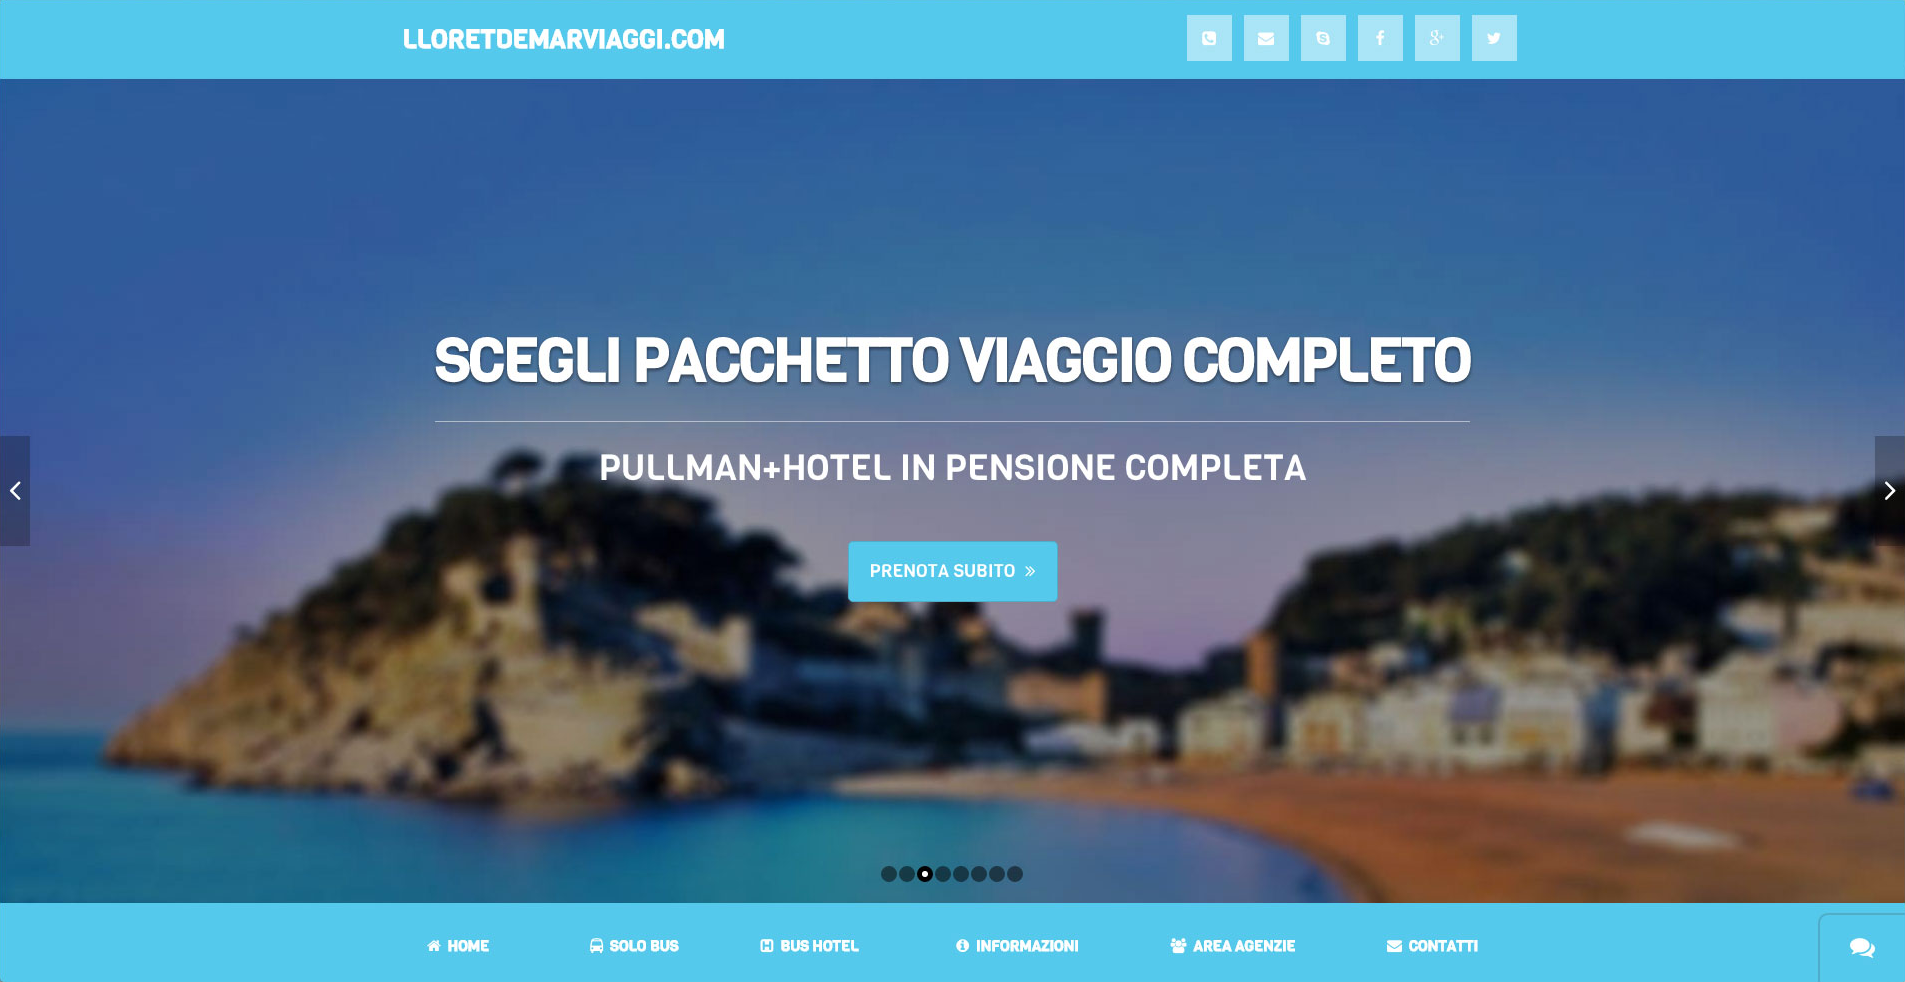 LLORETDEMARVIAGGI.COM
SCEGLI PACCHETTO VIAGGIO COMPLETO
PULLMAN+HOTEL IN PENSIONE COMPLETA
PRENOTA SUBITO »
HOME
SOLO BUS
BUS HOTEL
INFORMAZIONI
AREA AGENZIE
CONTATTI